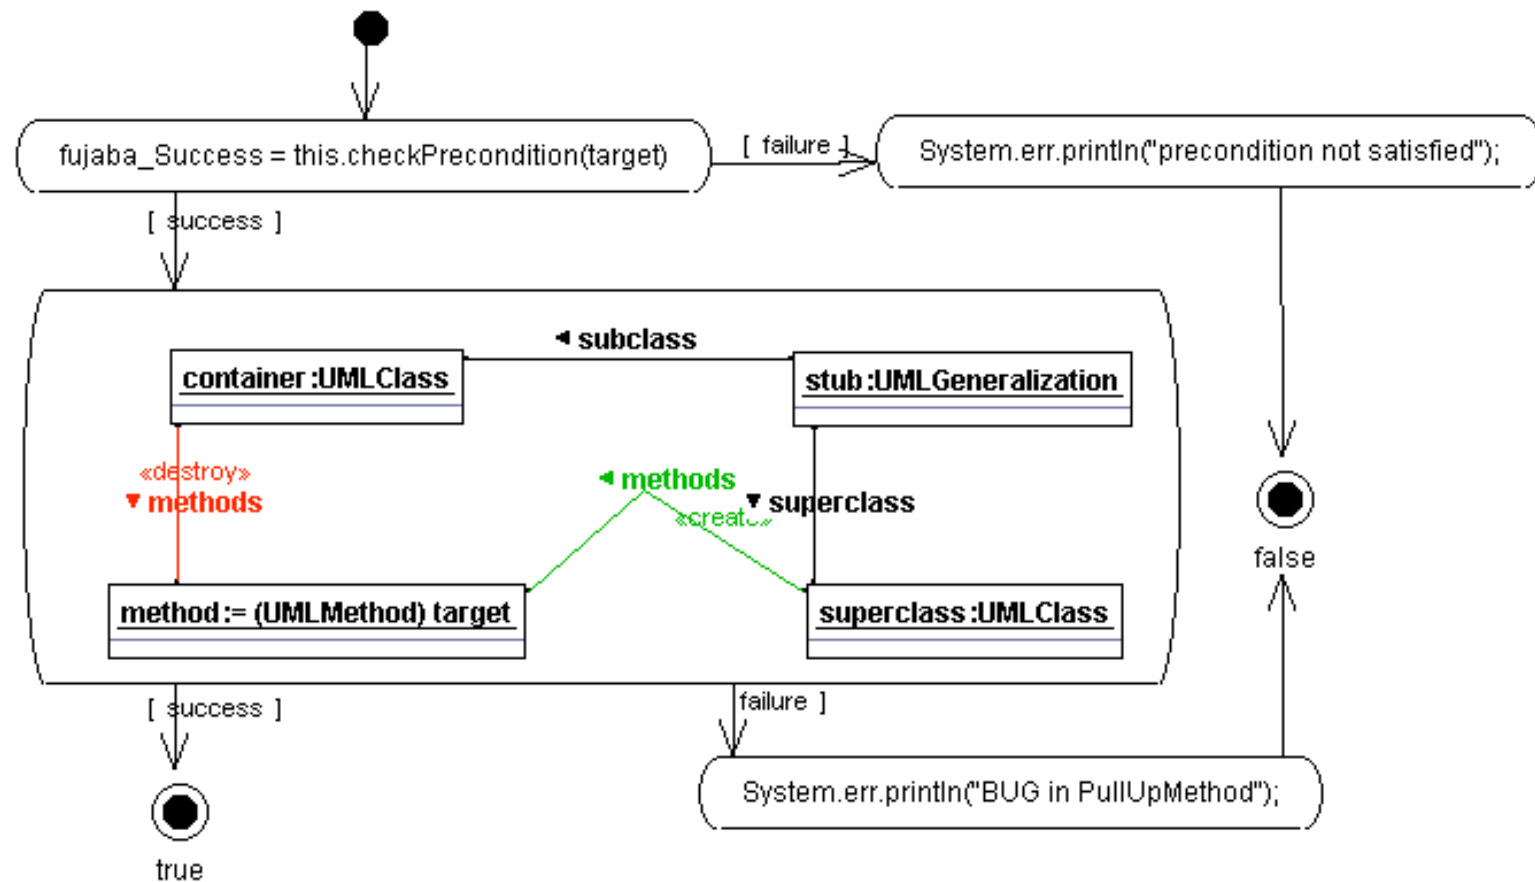 fujaba_Success = this.checkPrecondition(target)
[ failure ]
System.err.println("precondition not satisfied");
[ success ]
◄ subclass
container :UMLClass
stub :UMLGeneralization
«destroy»
▼ methods
◄ methods
«create»
▼ superclass
method := (UMLMethod) target
superclass :UMLClass
false
[ success ]
failure ]
System.err.println("BUG in PullUpMethod");
true